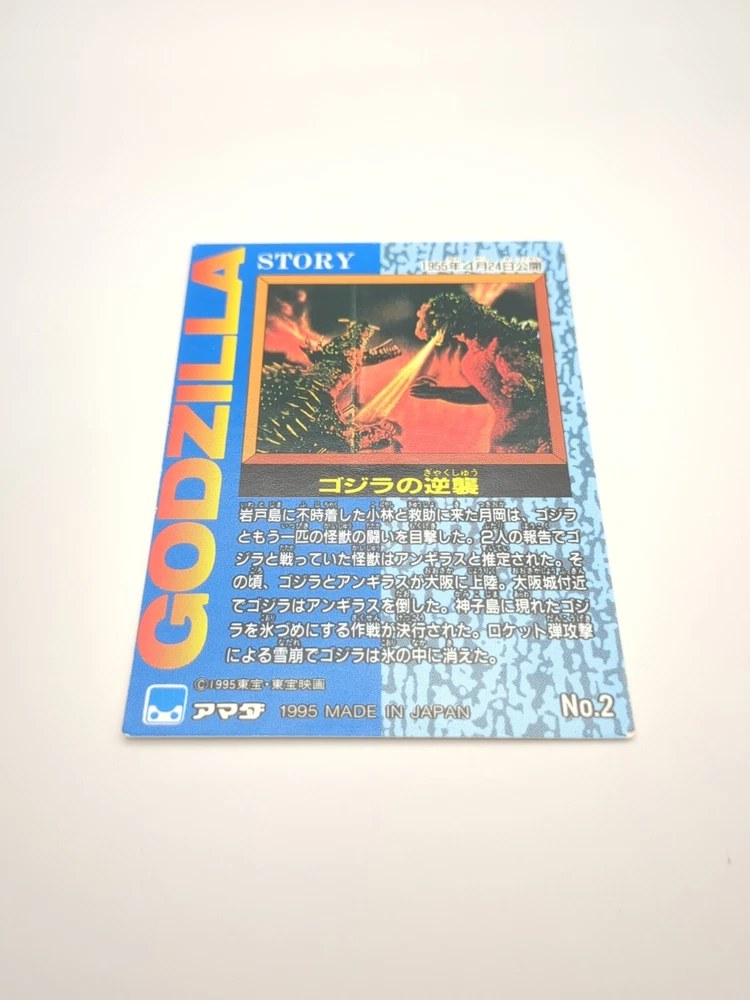 GODZILLA
STORY
1955年4月24日公開
ゴジラの逆襲
ぎゃくしゅう
岩戸島に不時着した小林と救助に来た月岡は、ゴジラ
ともう一匹の怪獣の闘いを目撃した。2人の報告でゴ
ジラと戦っていた怪獣はアンギラスと推定された。そ
の頃、ゴジラとアンギラスが大阪に上陸。大阪城付近
でゴジラはアンギラスを倒した。神子島に現れたゴジ
ラを氷づめにする作戦が決行された。ロケット弾攻撃
による雪崩でゴジラは氷の中に消えた。
©1995東宝・東宝映画
アマダ 1995 MADE IN JAPAN
No.2